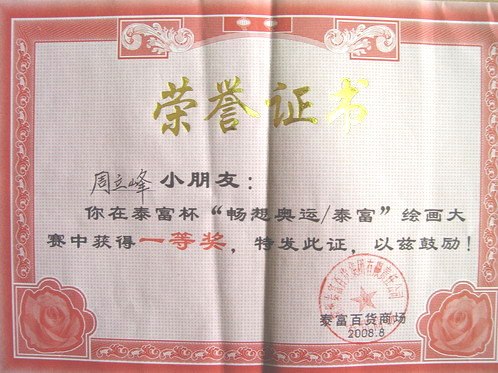 荣誉证书
周立峰 小朋友:
你在泰富杯“畅想奥运/泰富”绘画大
赛中获得一等奖,特发此证,以兹鼓励!
泰富百货商场
2008.8